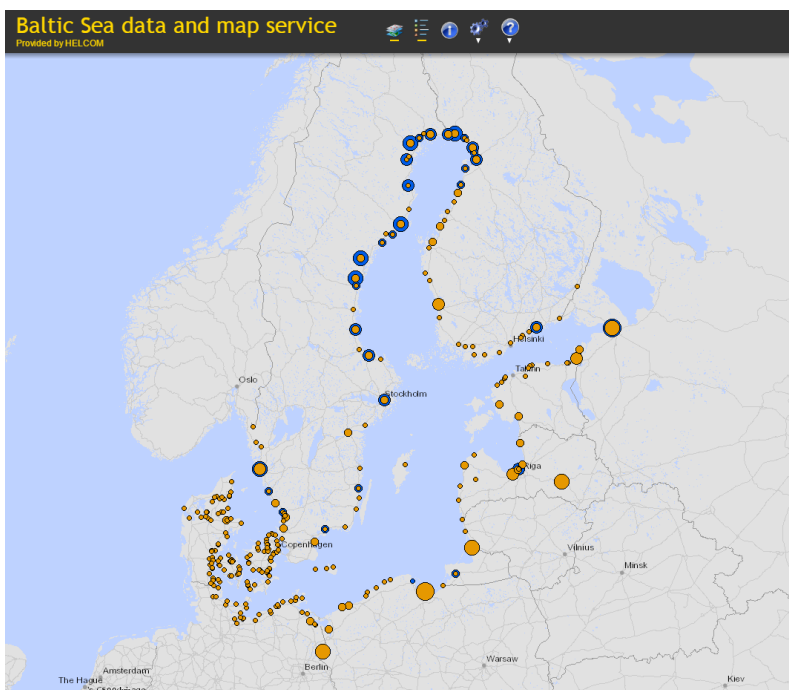 Baltic Sea data and map service
Provided by HELCOM
Helsinki
Tallinn
Oslo
Stockholm
Riga
Copenhagen
Vilnius
Minsk
Amsterdam
Berlin
Warsaw
The Hague
Kiev